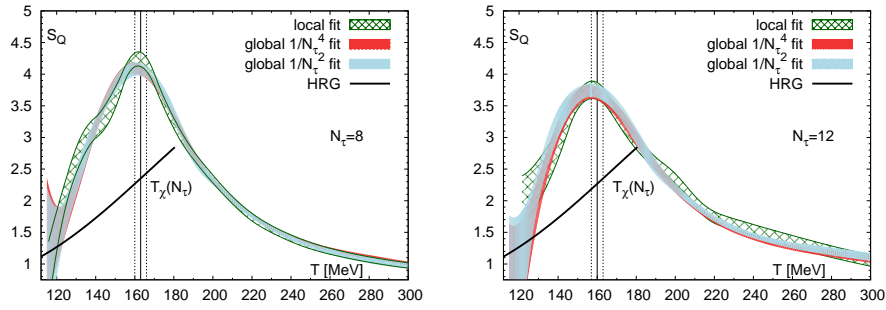 5
4.5
4
3.5
3
2.5
2
1.5
1
S_Q
local fit
global 1/N_τ^4 fit
global 1/N_τ^2 fit
HRG
N_τ=8
T_χ(N_τ)
T [MeV]
120 140 160 180 200 220 240 260 280 300
5
4.5
4
3.5
3
2.5
2
1.5
1
S_Q
local fit
global 1/N_τ^4 fit
global 1/N_τ^2 fit
HRG
N_τ=12
T_χ(N_τ)
T [MeV]
120 140 160 180 200 220 240 260 280 300